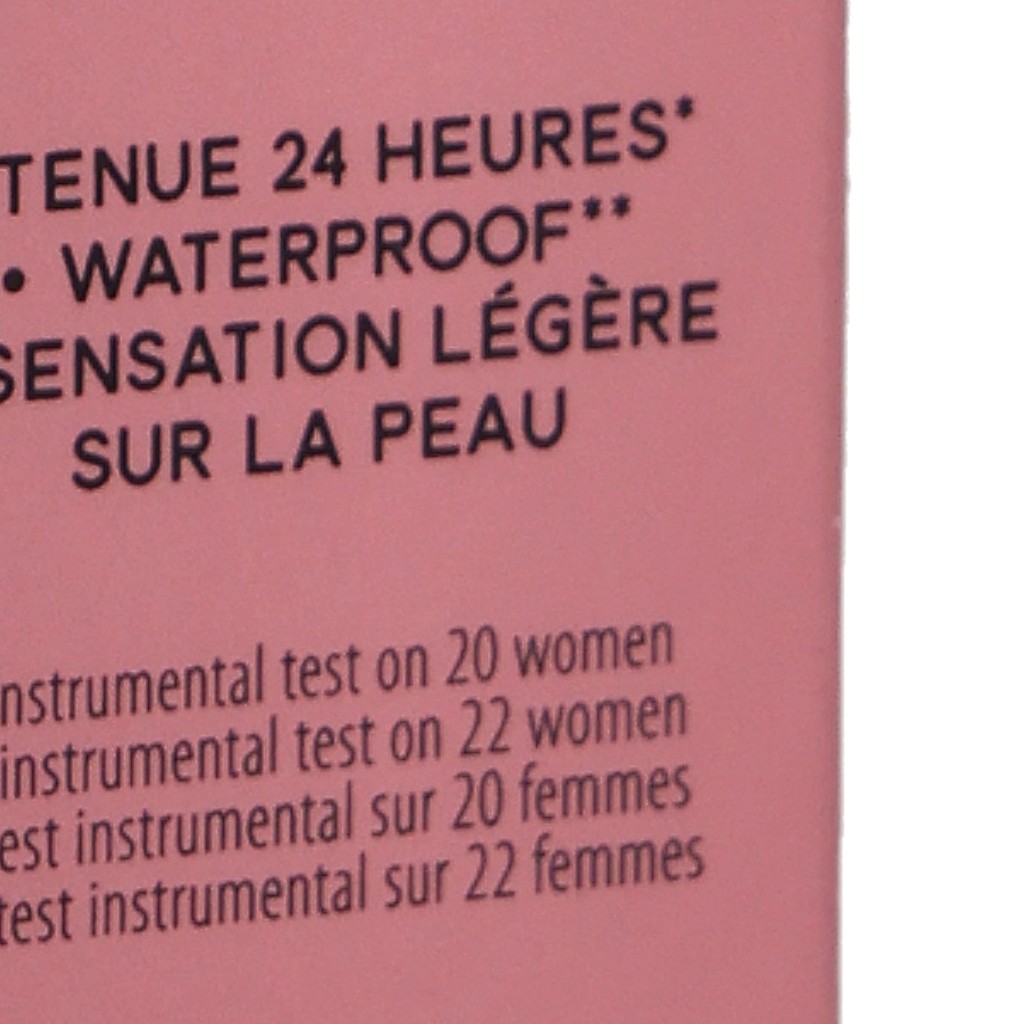 TENUE 24 HEURES*
• WATERPROOF**
SENSATION LÉGÈRE
SUR LA PEAU
nstrumental test on 20 women
instrumental test on 22 women
est instrumental sur 20 femmes
test instrumental sur 22 femmes